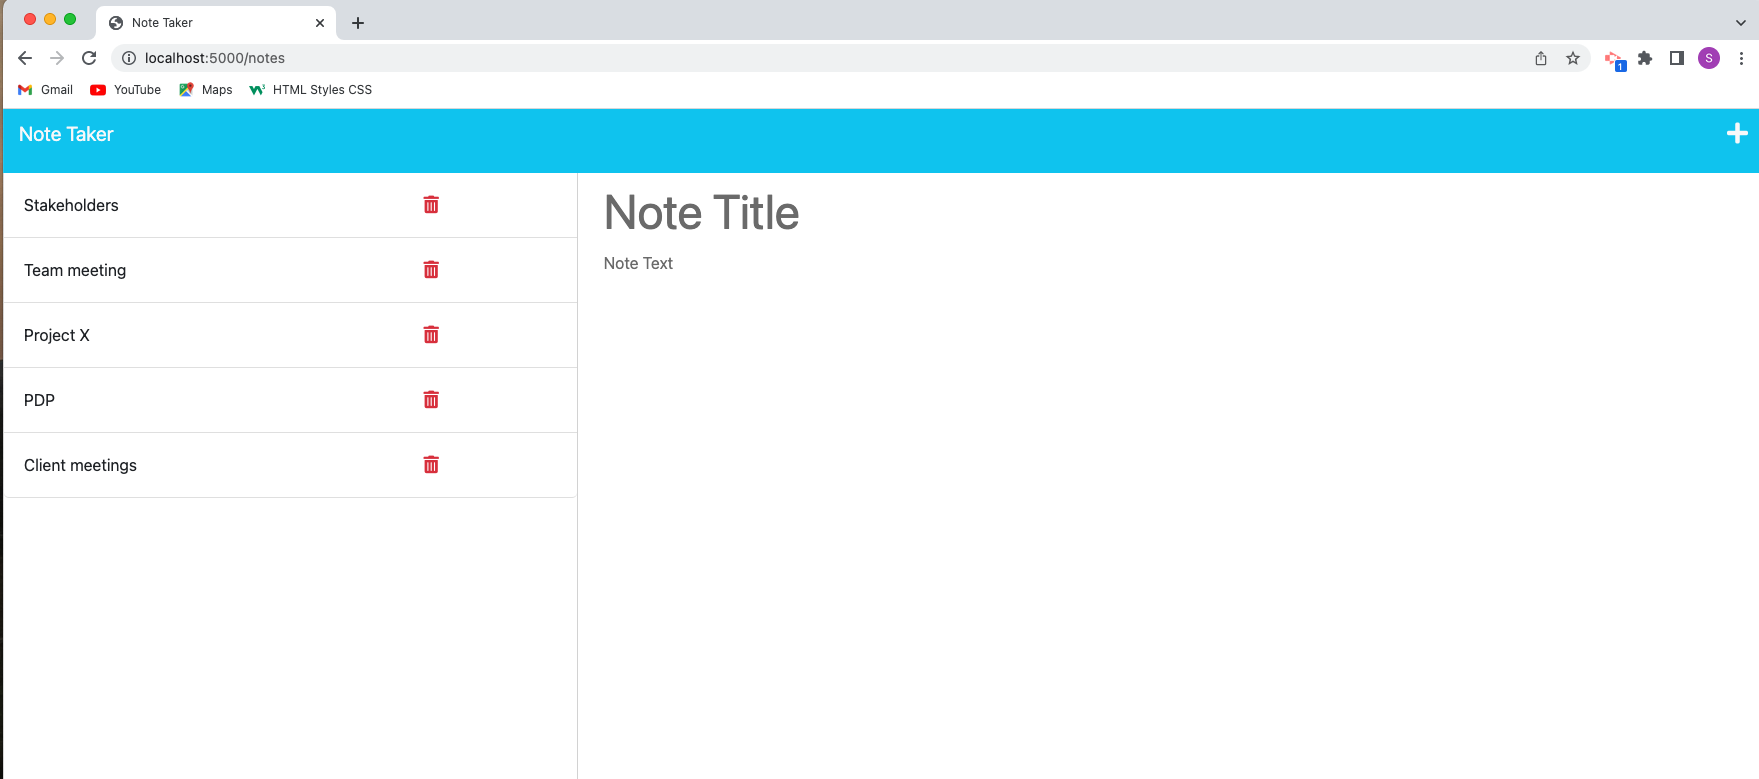 Note Taker
localhost:5000/notes
S
1
Gmail YouTube Maps HTML Styles CSS
Note Taker
Stakeholders
Team meeting
Project X
PDP
Client meetings
Note Title
Note Text